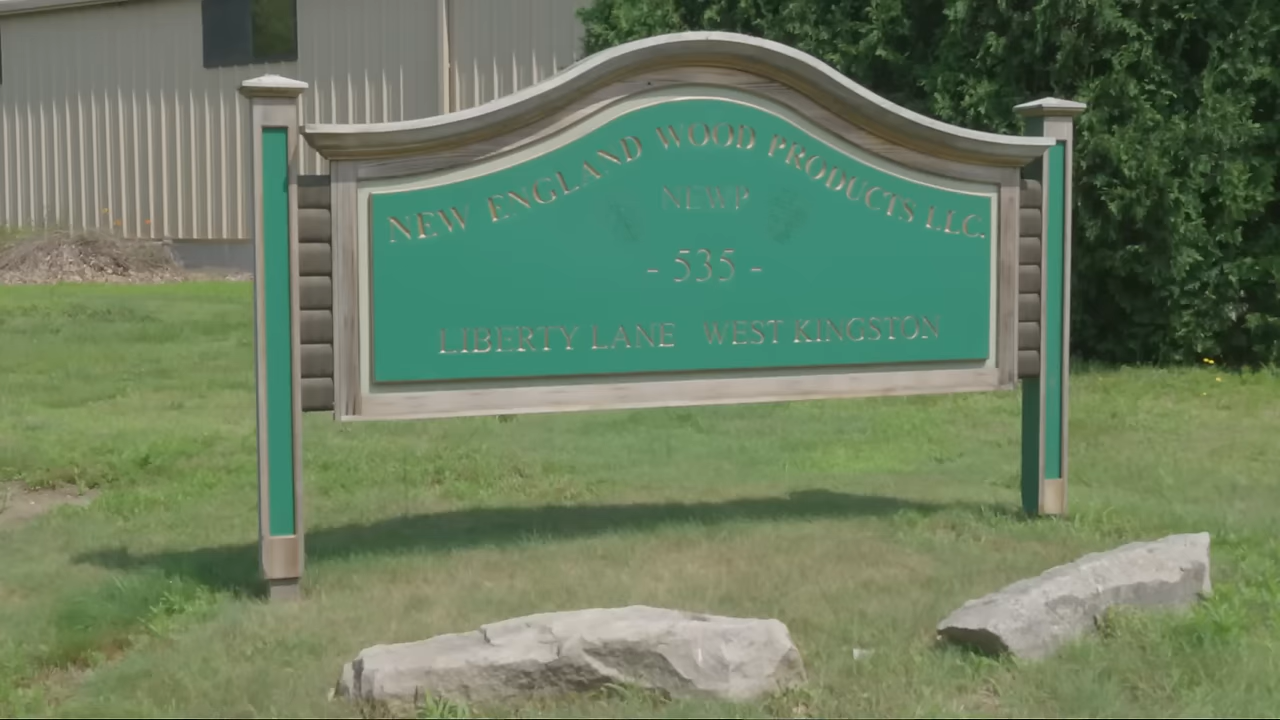 NEW ENGLAND WOOD PRODUCTS LLC.
NEWP
- 535 -
LIBERTY LANE WEST KINGSTON